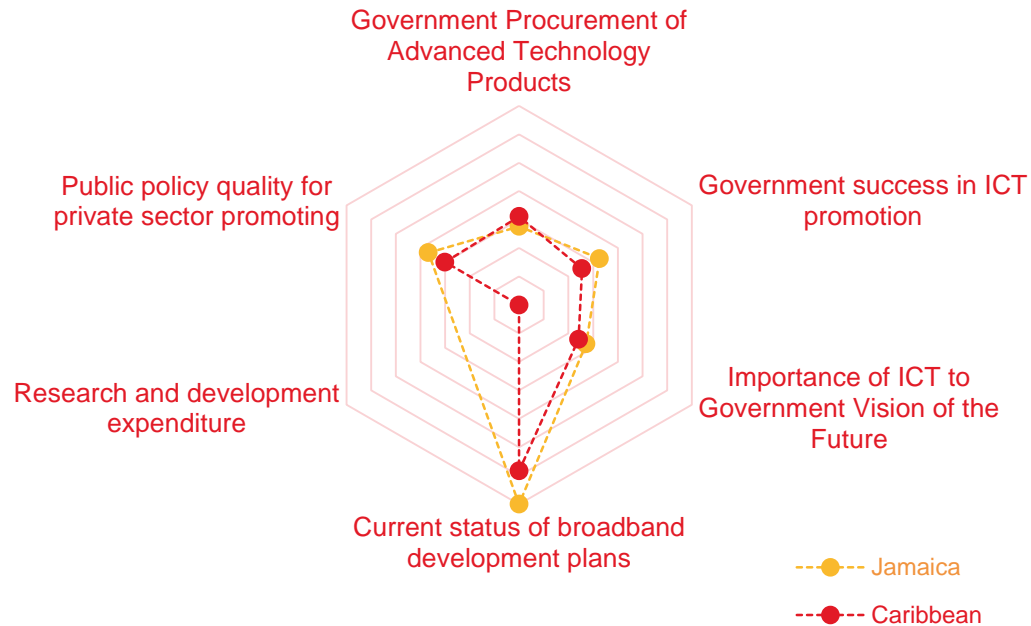 Government Procurement of
Advanced Technology
Products
Government success in ICT
promotion
Importance of ICT to
Government Vision of the
Future
Current status of broadband
development plans
Research and development
expenditure
Public policy quality for
private sector promoting
Jamaica
Caribbean